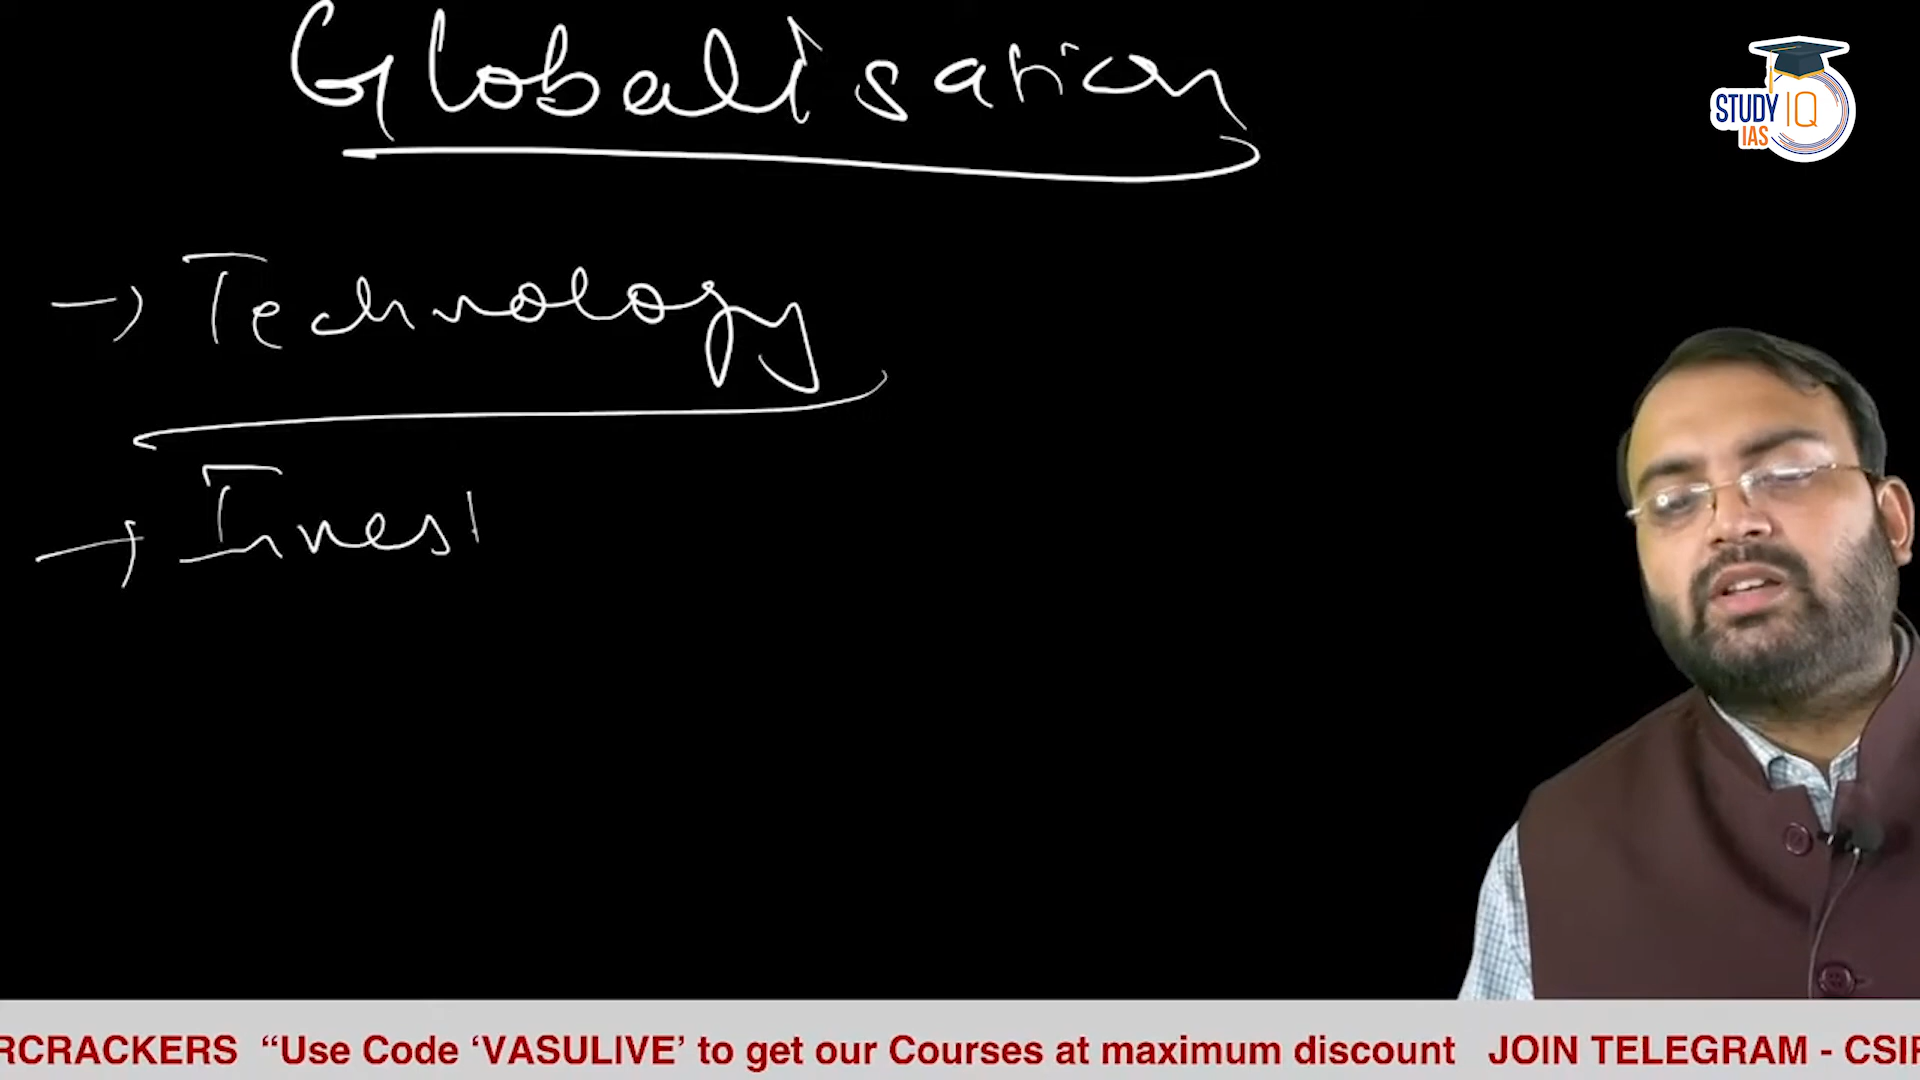 Globalisation
STUDY IQ
IAS
→ Technology
→ Invest
RCRACKERS “Use Code ‘VASULIVE’ to get our Courses at maximum discount JOIN TELEGRAM - CSIR